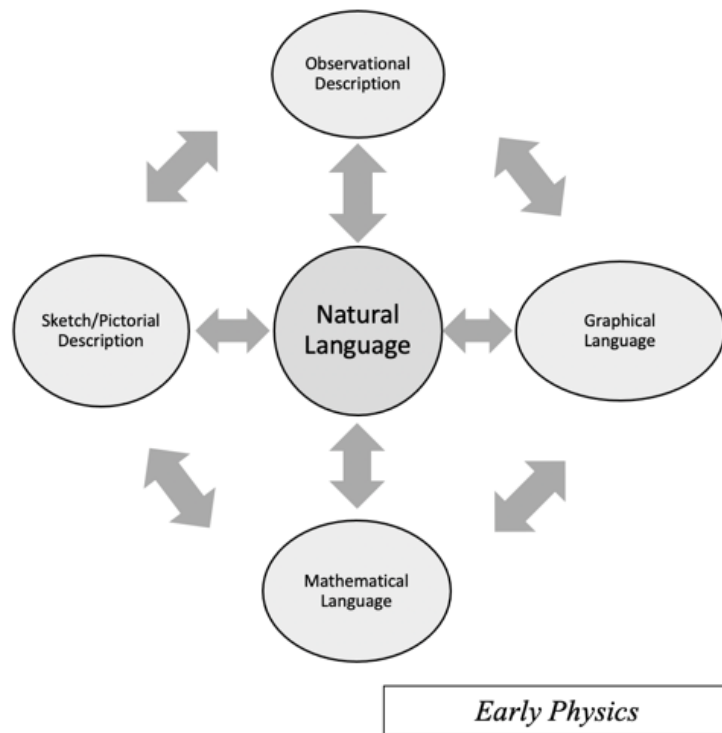 Observational
Description
Sketch/Pictorial
Description
Natural
Language
Graphical
Language
Mathematical
Language
Early Physics